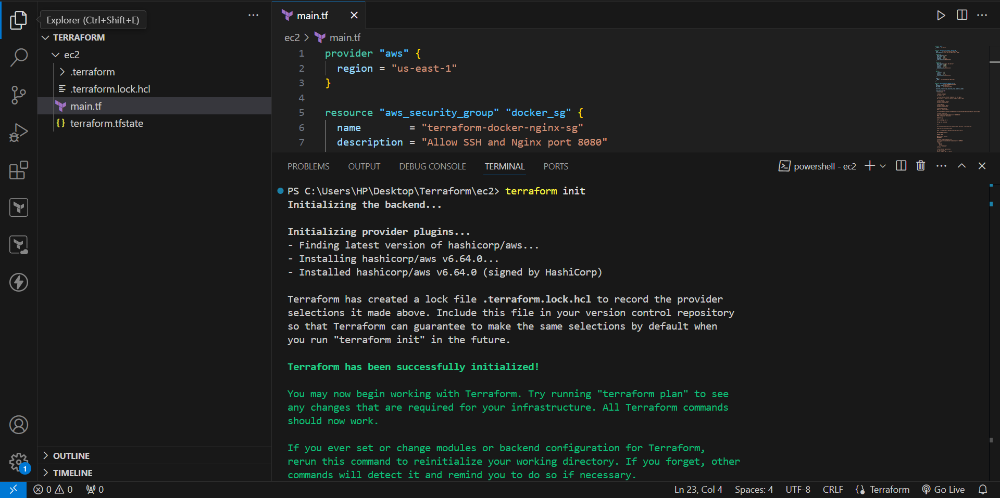 Explorer (Ctrl+Shift+E)
TERRAFORM
ec2
.terraform
.terraform.lock.hcl
main.tf
terraform.tfstate
OUTLINE
TIMELINE
main.tf
ec2 > main.tf
1 provider "aws" {
2 region = "us-east-1"
3 }
4
5 resource "aws_security_group" "docker_sg" {
6 name = "terraform-docker-nginx-sg"
7 description = "Allow SSH and Nginx port 8080"
PROBLEMS OUTPUT DEBUG CONSOLE TERMINAL PORTS
powershell - ec2
PS C:\Users\HP\Desktop\Terraform\ec2> terraform init
Initializing the backend...
Initializing provider plugins...
- Finding latest version of hashicorp/aws...
- Installing hashicorp/aws v6.64.0...
- Installed hashicorp/aws v6.64.0 (signed by HashiCorp)
Terraform has created a lock file .terraform.lock.hcl to record the provider
selections it made above. Include this file in your version control repository
so that Terraform can guarantee to make the same selections by default when
you run "terraform init" in the future.
Terraform has been successfully initialized!
You may now begin working with Terraform. Try running "terraform plan" to see
any changes that are required for your infrastructure. All Terraform commands
should now work.
If you ever set or change modules or backend configuration for Terraform,
rerun this command to reinitialize your working directory. If you forget, other
commands will detect it and remind you to do so if necessary.
1
0 0 0
Ln 23, Col 4 Spaces: 4 UTF-8 CRLF Terraform Go Live